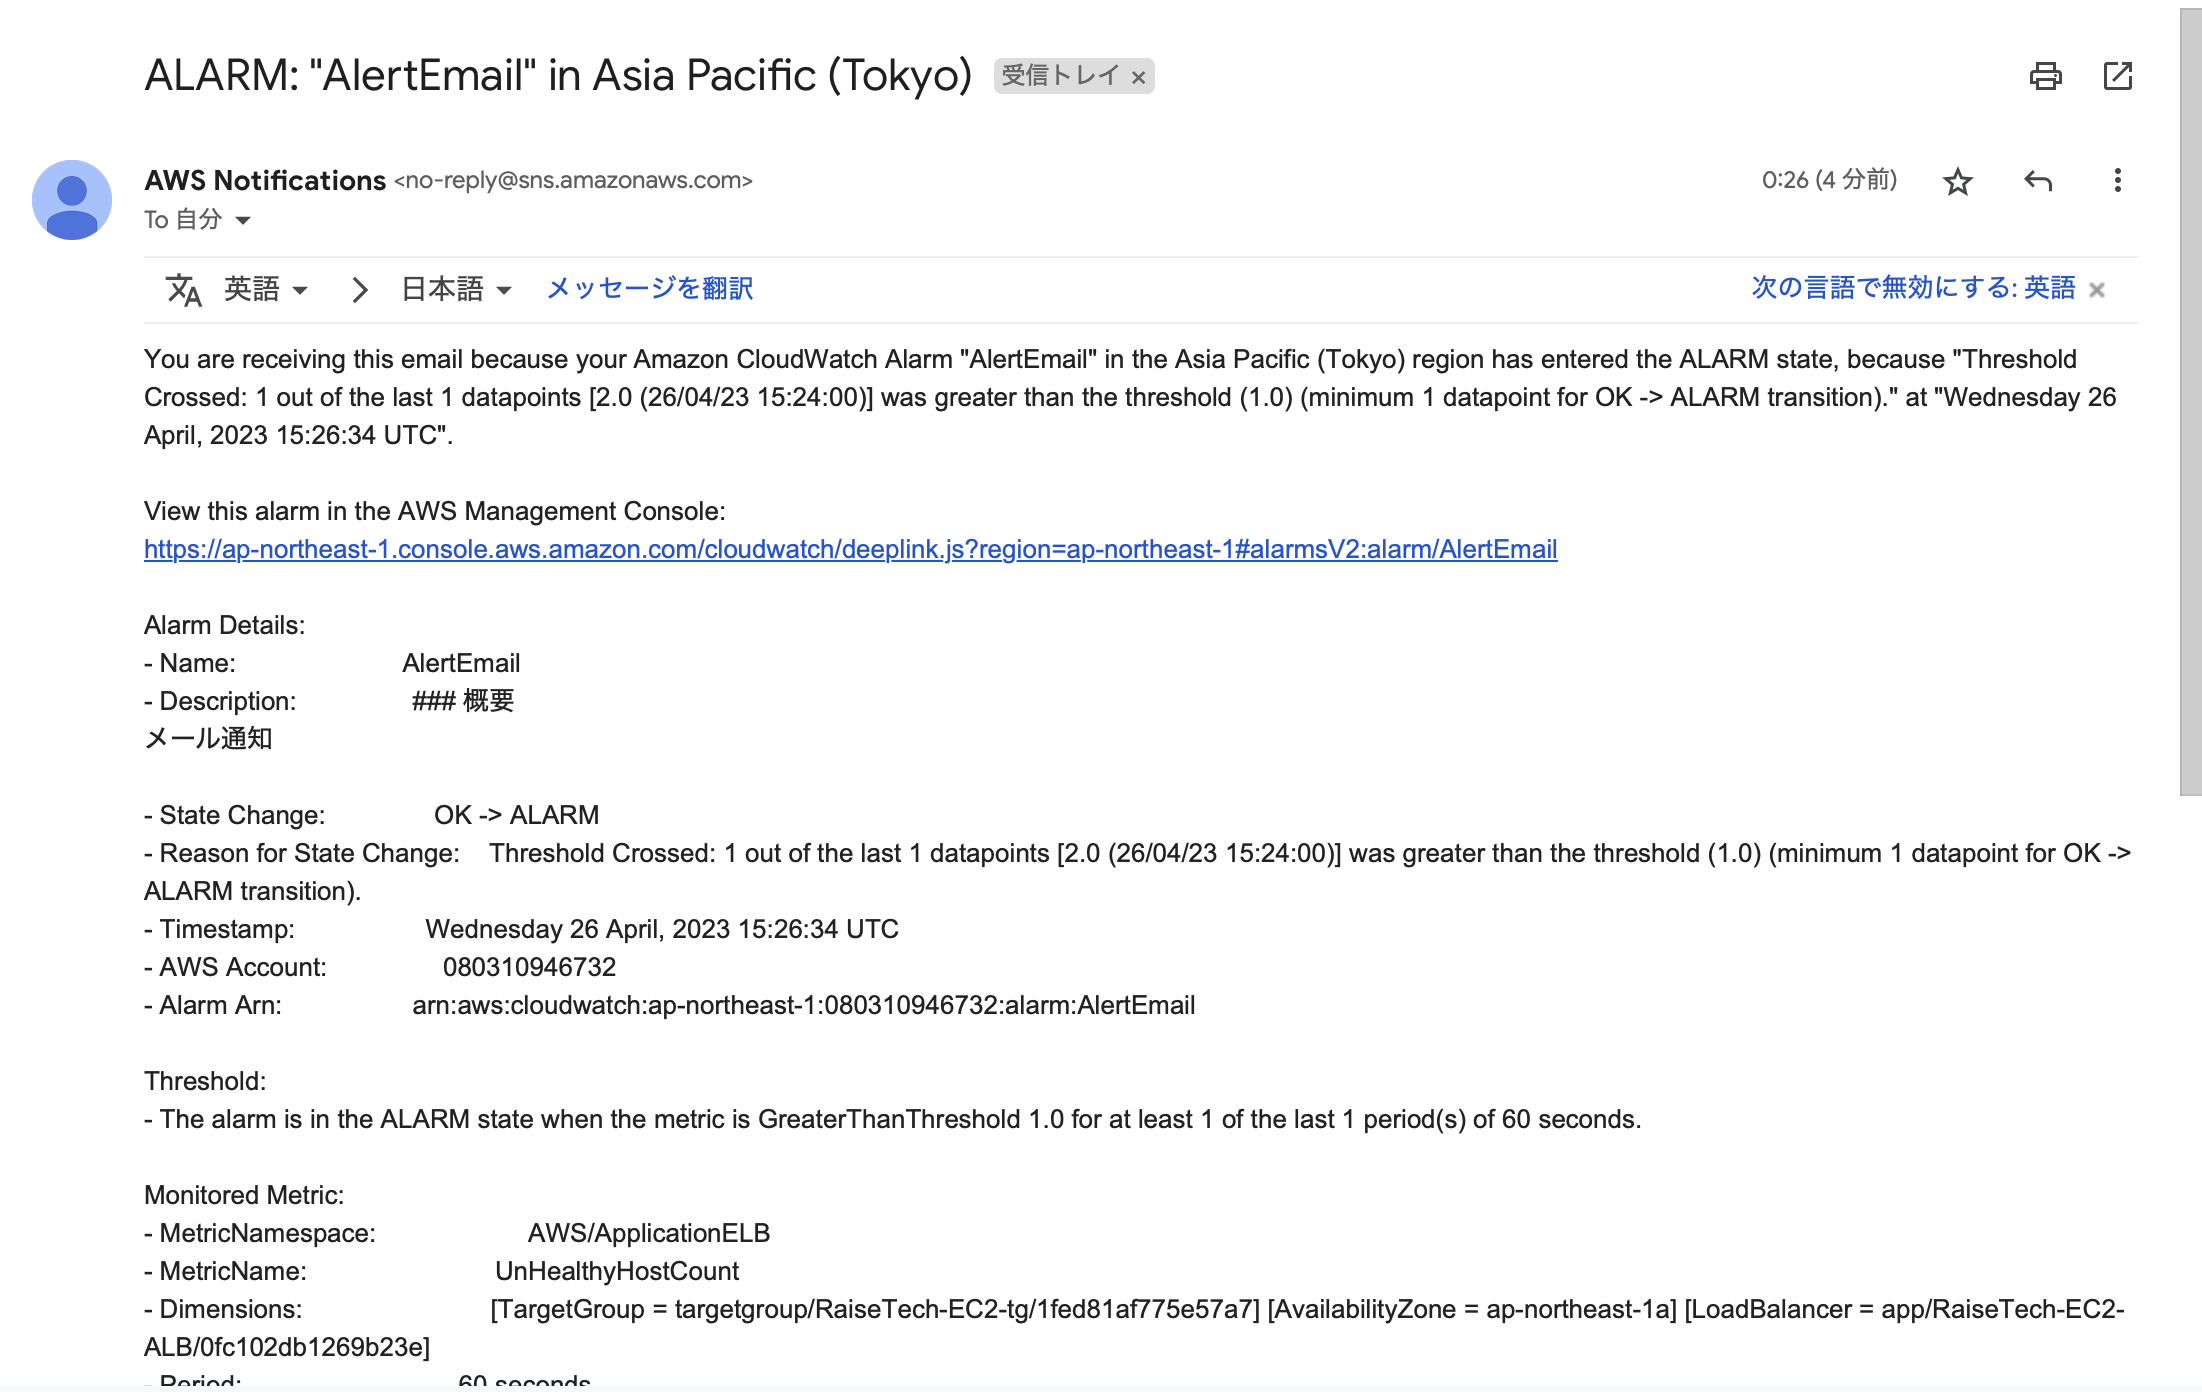 ALARM: "AlertEmail" in Asia Pacific (Tokyo) 受信トレイ ×
AWS Notifications <no-reply@sns.amazonaws.com> 0:26 (4 分前)
To 自分
英語 日本語 メッセージを翻訳 次の言語で無効にする: 英語 ×
You are receiving this email because your Amazon CloudWatch Alarm "AlertEmail" in the Asia Pacific (Tokyo) region has entered the ALARM state, because "Threshold
Crossed: 1 out of the last 1 datapoints [2.0 (26/04/23 15:24:00)] was greater than the threshold (1.0) (minimum 1 datapoint for OK -> ALARM transition)." at "Wednesday 26
April, 2023 15:26:34 UTC".
View this alarm in the AWS Management Console:
https://ap-northeast-1.console.aws.amazon.com/cloudwatch/deeplink.js?region=ap-northeast-1#alarmsV2:alarm/AlertEmail
Alarm Details:
- Name: AlertEmail
- Description: ### 概要
メール通知
- State Change: OK -> ALARM
- Reason for State Change: Threshold Crossed: 1 out of the last 1 datapoints [2.0 (26/04/23 15:24:00)] was greater than the threshold (1.0) (minimum 1 datapoint for OK ->
ALARM transition).
- Timestamp: Wednesday 26 April, 2023 15:26:34 UTC
- AWS Account: 080310946732
- Alarm Arn: arn:aws:cloudwatch:ap-northeast-1:080310946732:alarm:AlertEmail
Threshold:
- The alarm is in the ALARM state when the metric is GreaterThanThreshold 1.0 for at least 1 of the last 1 period(s) of 60 seconds.
Monitored Metric:
- MetricNamespace: AWS/ApplicationELB
- MetricName: UnHealthyHostCount
- Dimensions: [TargetGroup = targetgroup/RaiseTech-EC2-tg/1fed81af775e57a7] [AvailabilityZone = ap-northeast-1a] [LoadBalancer = app/RaiseTech-EC2-
ALB/0fc102db1269b23e]
- Period: 60 seconds